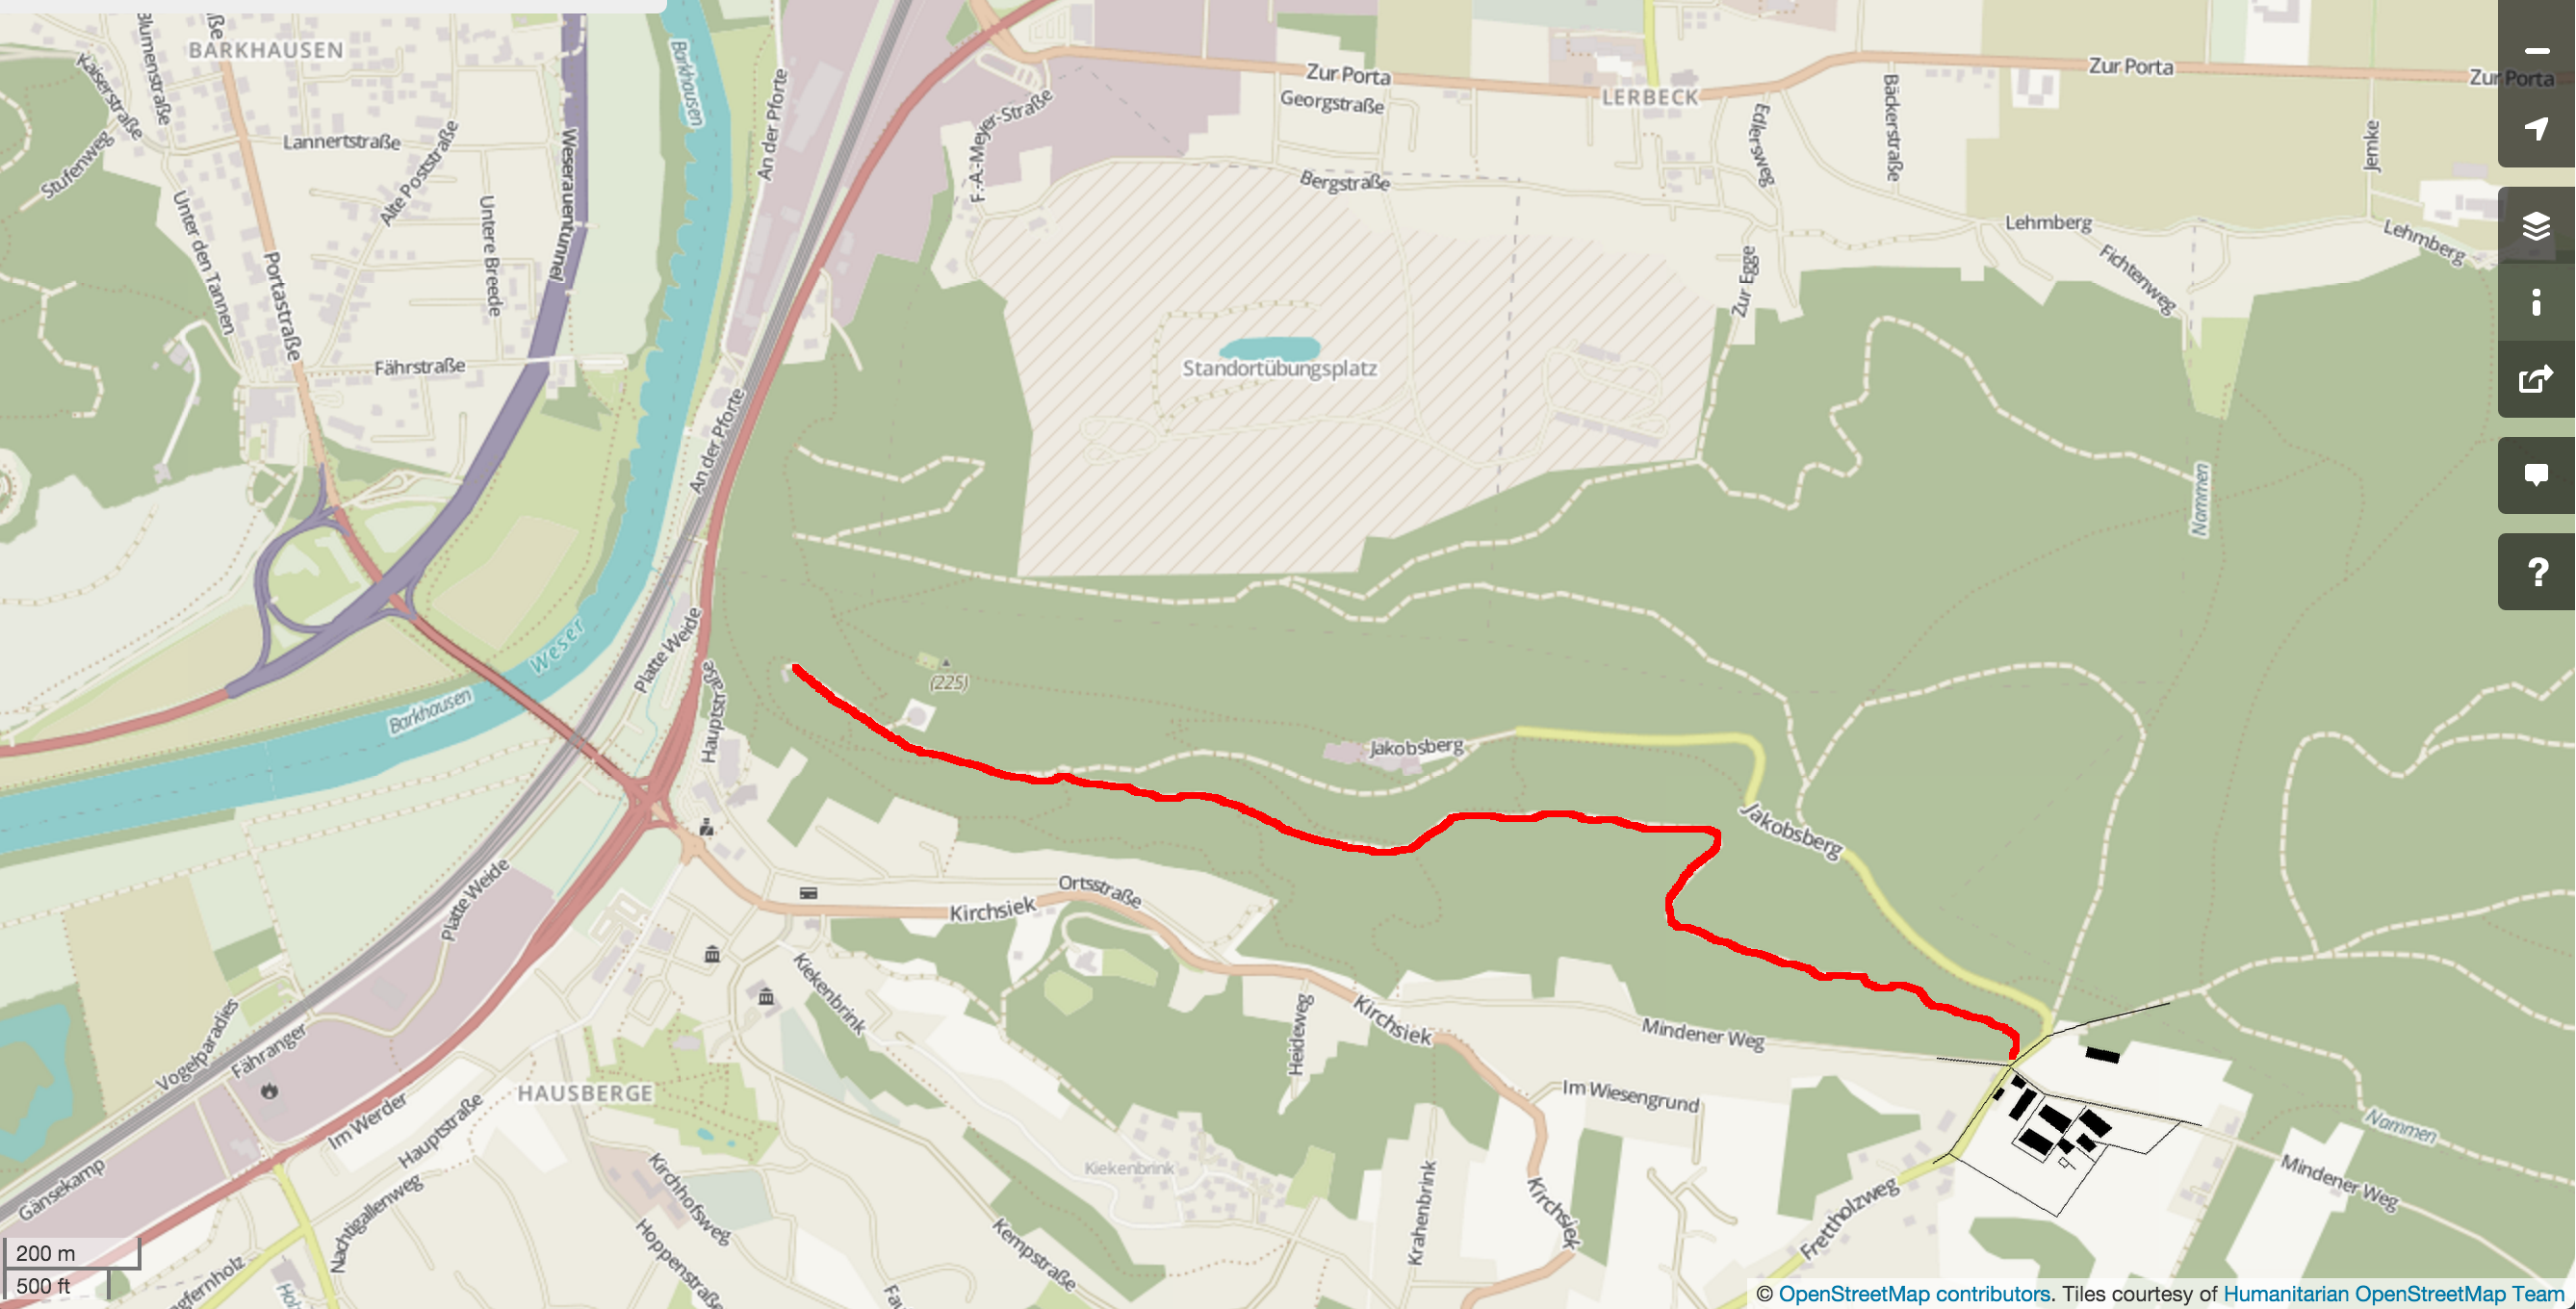 BARKHAUSEN
Blumenstraße
Kaiserstraße
Stufenweg
Lannertstraße
Alte Poststraße
Unter den Tannen
Untere Breede
Portastraße
Fährstraße
Weserauentunnel
Barkhausen
An der Pforte
F.-A.-Meyer-Straße
Zur Porta
Georgstraße
LERBECK
Zur Porta
Zur Porta
Bergstraße
Edlersweg
Bäckerstraße
Jemke
Lehmberg
Lehmberg
Fichtenweg
Zur Egge
Standortübungsplatz
An der Pforte
Nammen
Weser
Barkhausen
Platte Weide
Hauptstraße
(225)
Jakobsberg
Jakobsberg
Platte Weide
Kirchsiek
Ortsstraße
Kiekenbrink
Heideweg
Kirchsiek
Mindener Weg
Im Wiesengrund
Vogelparadies
Fähranger
HAUSBERGE
Im Werder
Hauptstraße
Gänsekamp
Nachtigallenweg
Kirchhofsweg
Hoppenstraße
Kiekenbrink
Kempstraße
Krahenbrink
Kirchsiek
Frettholzweg
Nammen
Mindener Weg
200 m
500 ft
?
© OpenStreetMap contributors. Tiles courtesy of Humanitarian OpenStreetMap Team